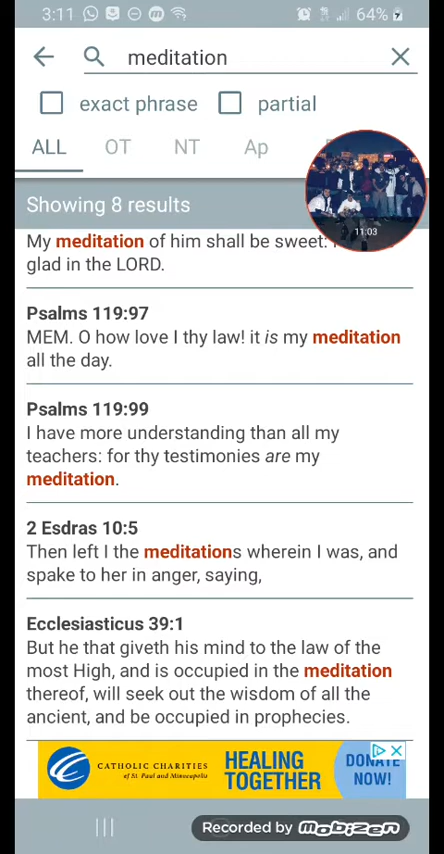 3:11 64%
meditation
exact phrase partial
ALL OT NT Ap
Showing 8 results
11:03
My meditation of him shall be sweet:
glad in the LORD.
Psalms 119:97
MEM. O how love I thy law! it is my meditation
all the day.
Psalms 119:99
I have more understanding than all my
teachers: for thy testimonies are my
meditation.
2 Esdras 10:5
Then left I the meditations wherein I was, and
spake to her in anger, saying,
Ecclesiasticus 39:1
But he that giveth his mind to the law of the
most High, and is occupied in the meditation
thereof, will seek out the wisdom of all the
ancient, and be occupied in prophecies.
CATHOLIC CHARITIES
of St. Paul and Minneapolis
HEALING
TOGETHER
DONATE
NOW!
Recorded by mobizen